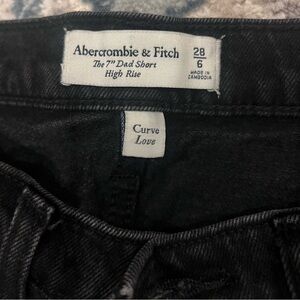 Abercrombie & Fitch
The 7" Dad Short
High Rise
28
6
MADE IN
CAMBODIA
Curve
Love